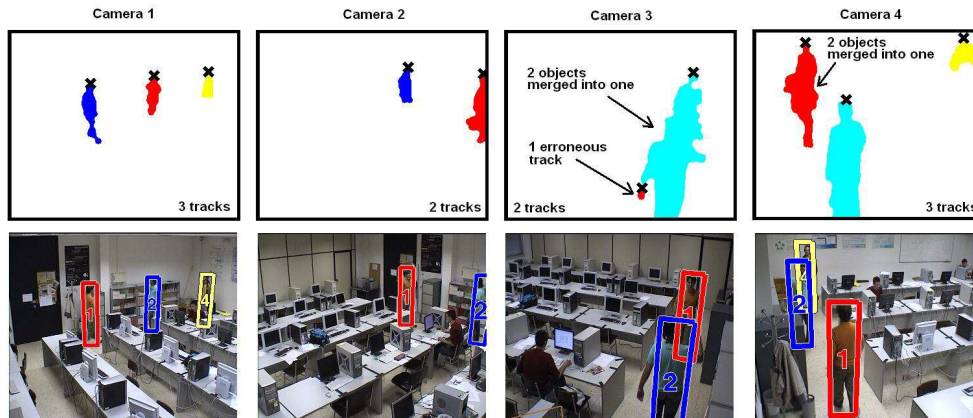 Camera 1
Camera 2
Camera 3
Camera 4
3 tracks
2 tracks
2 objects
merged into one
1 erroneous
track
2 tracks
2 objects
merged into one
3 tracks
1
2
4
1
2
1
2
2
1